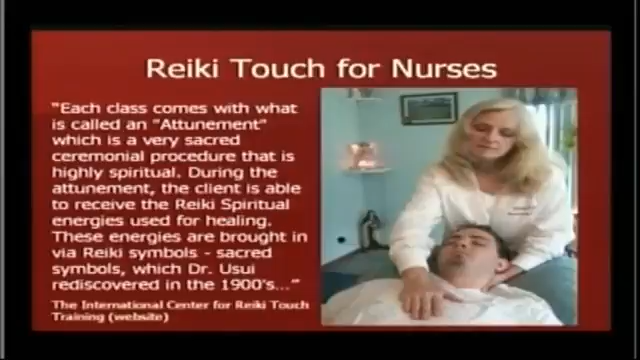 Reiki Touch for Nurses
"Each class comes with what
is called an "Attunement"
which is a very sacred
ceremonial procedure that is
highly spiritual. During the
attunement, the client is able
to receive the Reiki Spiritual
energies used for healing.
These energies are brought in
via Reiki symbols - sacred
symbols, which Dr. Usui
rediscovered in the 1900's..."
The International Center for Reiki Touch
Training (website)